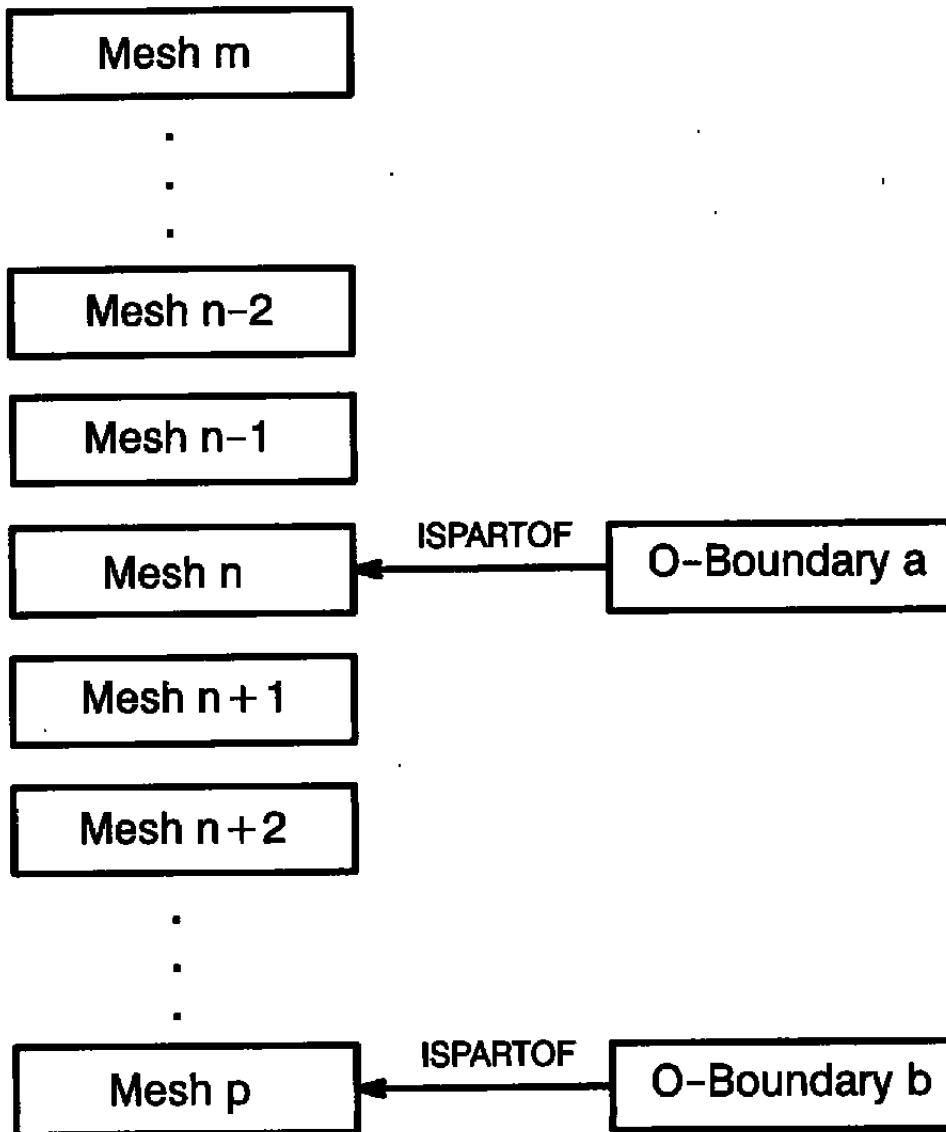 Mesh m
Mesh n-2
Mesh n-1
Mesh n
ISPARTOF
O-Boundary a
Mesh n+1
Mesh n+2
Mesh p
ISPARTOF
O-Boundary b